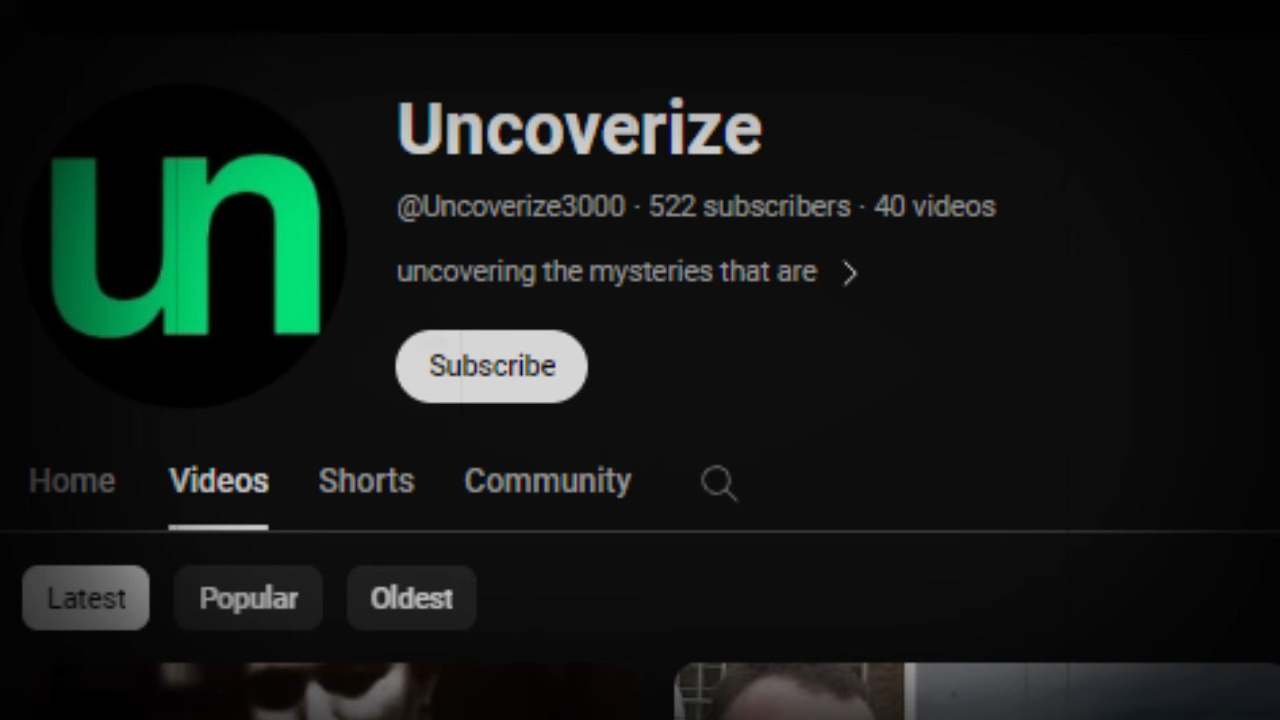 un
Uncoverize
@Uncoverize3000 · 522 subscribers · 40 videos
uncovering the mysteries that are
Subscribe
Home Videos Shorts Community
Latest Popular Oldest